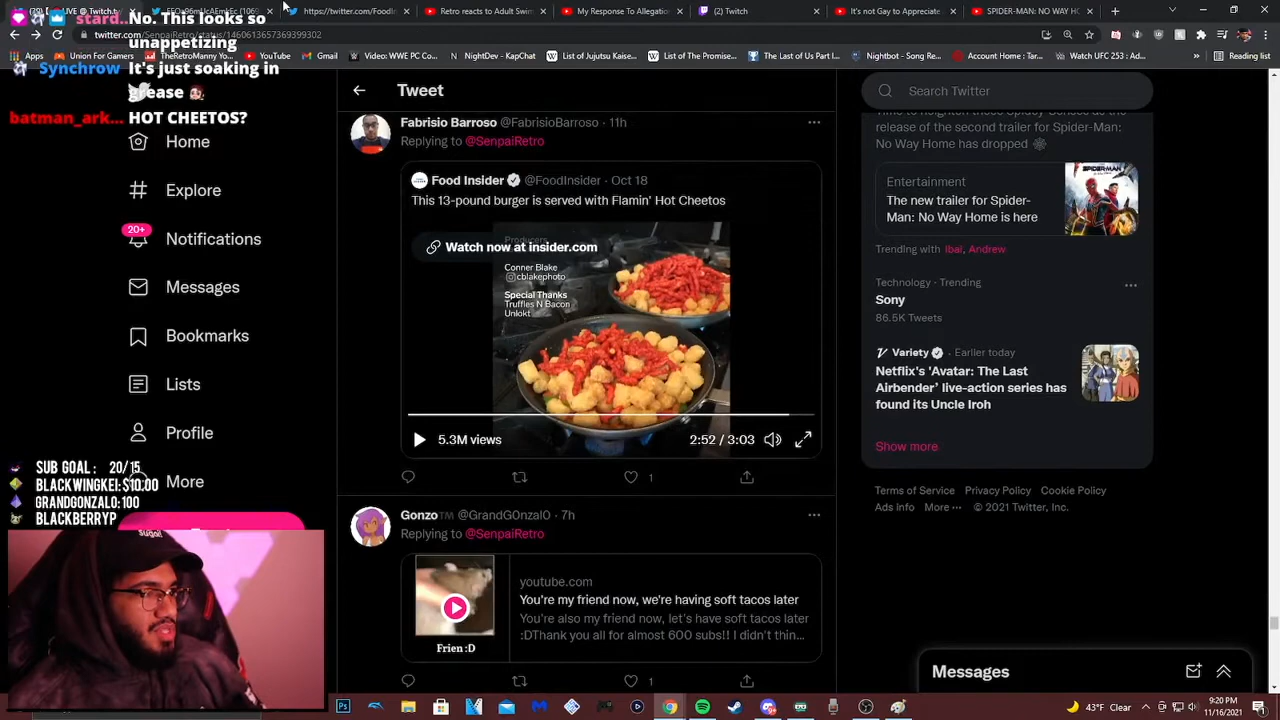 Retro react to Adult Swim
My Response To Allegation
(2) Twitch
It's not Gay to Appreciate
SPIDER-MAN: NO WAY HO
twitter.com/SenpaiRetro/status/1460613657369399302
Apps
Union For Gamers
TheRetroManny Yo...
YouTube
Gmail
Wrestle: WWE PC Co...
Nightley - KapChat
List of Jujutsu Kaise...
List of The Promise...
The Last of Us Part...
Nightbot - Song Re...
Account Home : Riot...
Watch UFC 253: Ad...
Reading list
stard.. No. This looks so
unappetizing
Synchrow It's just soaking in
grease
batman_ark... HOT CHEETOS?
Home
Explore
20+
Notifications
Messages
Bookmarks
Lists
Profile
More
SUB GOAL : 20/15
BLACKWINGKEI: $10.00
GRANDGONZAL0: 100
BLACKBERRYP
Tweet
Fabrisio Barroso @FabrisioBarroso · 11h
Replying to @SenpaiRetro
Food Insider @FoodInsider · Oct 18
This 13-pound burger is served with Flamin' Hot Cheetos
Watch now at insider.com
Producers
Conner Blake
@cblakephoto
Special Thanks
Truffles N Bacon
Unlokt
5.3M views
2:52 / 3:03
1
Gonzo™ @GrandG0nzal0 · 7h
Replying to @SenpaiRetro
youtube.com
You're my friend now, we're having soft tacos later
You're also my friend now, let's have soft tacos later
:DThank you all for almost 600 subs!! I didn't thin...
Frien :D
1
Search Twitter
release of the second trailer for Spider-Man:
No Way Home has dropped
Entertainment
The new trailer for Spider-
Man: No Way Home is here
Trending with Ibai, Andrew
Technology · Trending
Sony
86.5K Tweets
Variety · Earlier today
Netflix's 'Avatar: The Last
Airbender' live-action series has
found its Uncle Iroh
Show more
Terms of Service Privacy Policy Cookie Policy
Ads info More ··· © 2021 Twitter, Inc.
Messages
43°F Clear
9:20 PM
11/16/2021